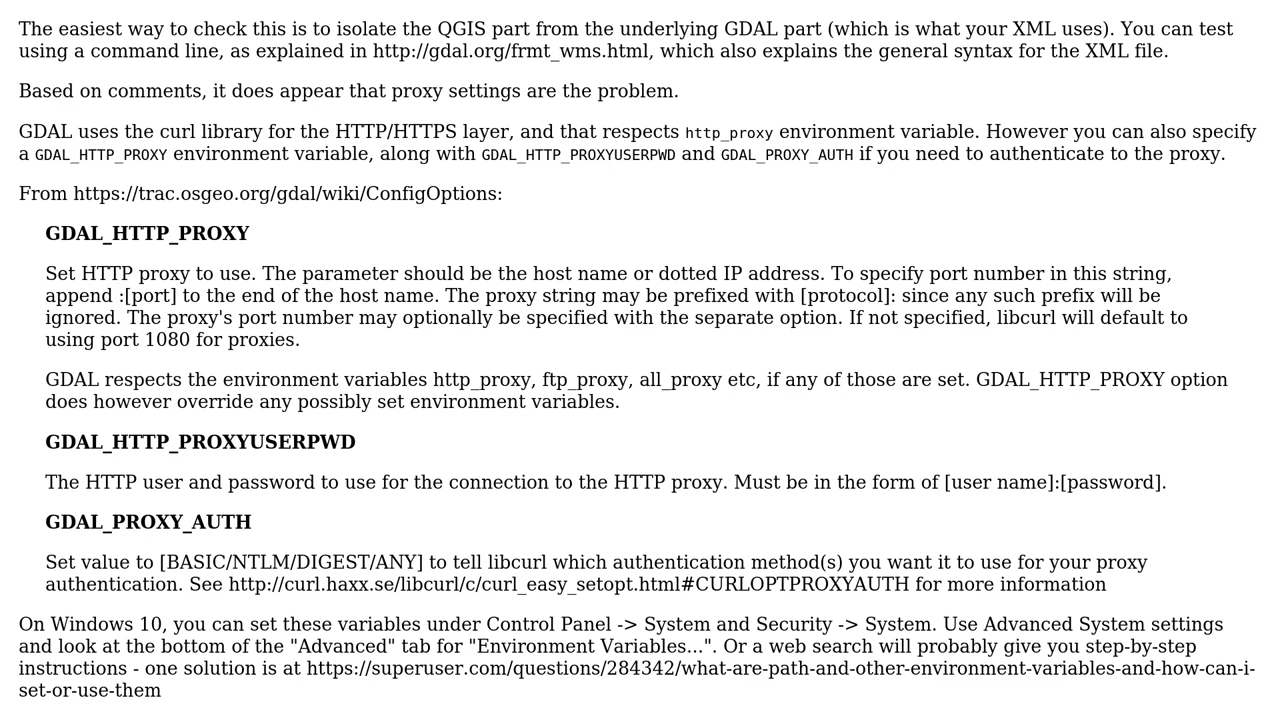 The easiest way to check this is to isolate the QGIS part from the underlying GDAL part (which is what your XML uses). You can test
using a command line, as explained in http://gdal.org/frmt_wms.html, which also explains the general syntax for the XML file.
Based on comments, it does appear that proxy settings are the problem.
GDAL uses the curl library for the HTTP/HTTPS layer, and that respects http_proxy environment variable. However you can also specify
a GDAL_HTTP_PROXY environment variable, along with GDAL_HTTP_PROXYUSERPWD and GDAL_PROXY_AUTH if you need to authenticate to the proxy.
From https://trac.osgeo.org/gdal/wiki/ConfigOptions:
GDAL_HTTP_PROXY
Set HTTP proxy to use. The parameter should be the host name or dotted IP address. To specify port number in this string,
append :[port] to the end of the host name. The proxy string may be prefixed with [protocol]: since any such prefix will be
ignored. The proxy's port number may optionally be specified with the separate option. If not specified, libcurl will default to
using port 1080 for proxies.
GDAL respects the environment variables http_proxy, ftp_proxy, all_proxy etc, if any of those are set. GDAL_HTTP_PROXY option
does however override any possibly set environment variables.
GDAL_HTTP_PROXYUSERPWD
The HTTP user and password to use for the connection to the HTTP proxy. Must be in the form of [user name]:[password].
GDAL_PROXY_AUTH
Set value to [BASIC/NTLM/DIGEST/ANY] to tell libcurl which authentication method(s) you want it to use for your proxy
authentication. See http://curl.haxx.se/libcurl/c/curl_easy_setopt.html#CURLOPTPROXYAUTH for more information
On Windows 10, you can set these variables under Control Panel -> System and Security -> System. Use Advanced System settings
and look at the bottom of the "Advanced" tab for "Environment Variables...". Or a web search will probably give you step-by-step
instructions - one solution is at https://superuser.com/questions/284342/what-are-path-and-other-environment-variables-and-how-can-i-
set-or-use-them